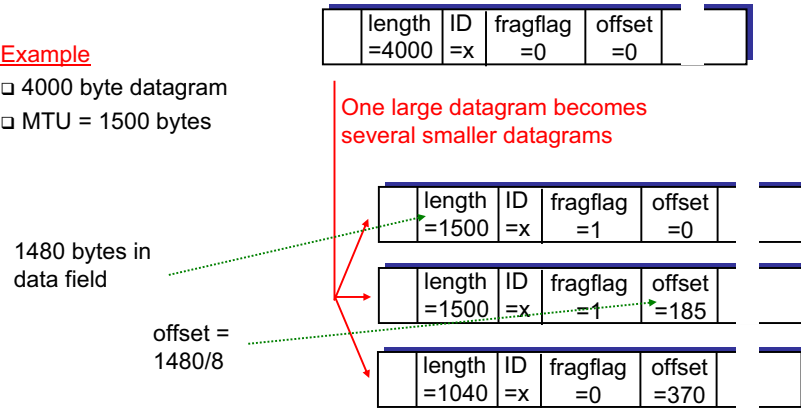 length ID fragflag offset
=4000 =x =0 =0
Example
❑ 4000 byte datagram
❑ MTU = 1500 bytes
One large datagram becomes
several smaller datagrams
length ID fragflag offset
=1500 =x =1 =0
1480 bytes in
data field
length ID fragflag offset
=1500 =x =1 =185
offset =
1480/8
length ID fragflag offset
=1040 =x =0 =370